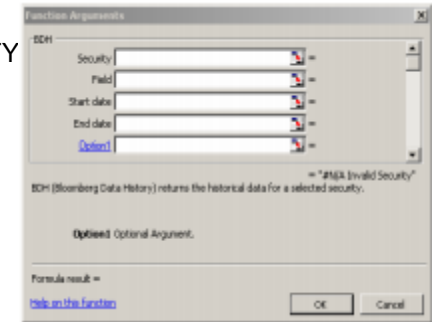 Function Arguments
BDH
TY
Security =
Field =
Start date =
End date =
Option1 =
= "#N/A Invalid Security"
BDH (Bloomberg Data History) returns the historical data for a selected security.
Option1 Optional Argument.
Formula result =
Help on this function
OK
Cancel